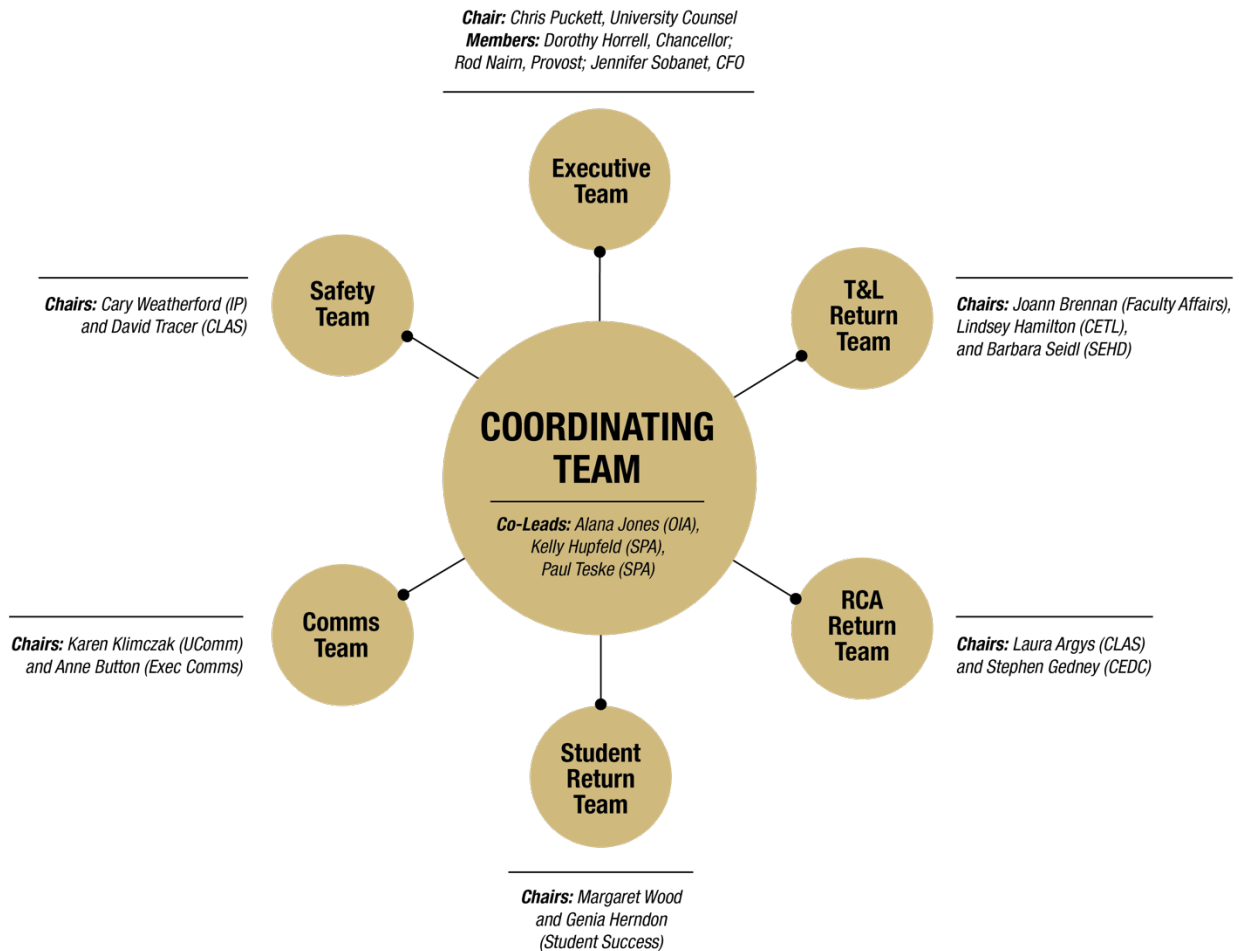 Chair: Chris Puckett, University Counsel
Members: Dorothy Horrell, Chancellor;
Rod Nairn, Provost; Jennifer Sobanet, CFO
Executive
Team
Safety
Team
Chairs: Cary Weatherford (IP)
and David Tracer (CLAS)
T&L
Return
Team
Chairs: Joann Brennan (Faculty Affairs),
Lindsey Hamilton (CETL),
and Barbara Seidl (SEHD)
COORDINATING
TEAM
Co-Leads: Alana Jones (OIA),
Kelly Hupfeld (SPA),
Paul Teske (SPA)
Comms
Team
Chairs: Karen Klimczak (UComm)
and Anne Button (Exec Comms)
RCA
Return
Team
Chairs: Laura Argys (CLAS)
and Stephen Gedney (CEDC)
Student
Return
Team
Chairs: Margaret Wood
and Genia Herndon
(Student Success)